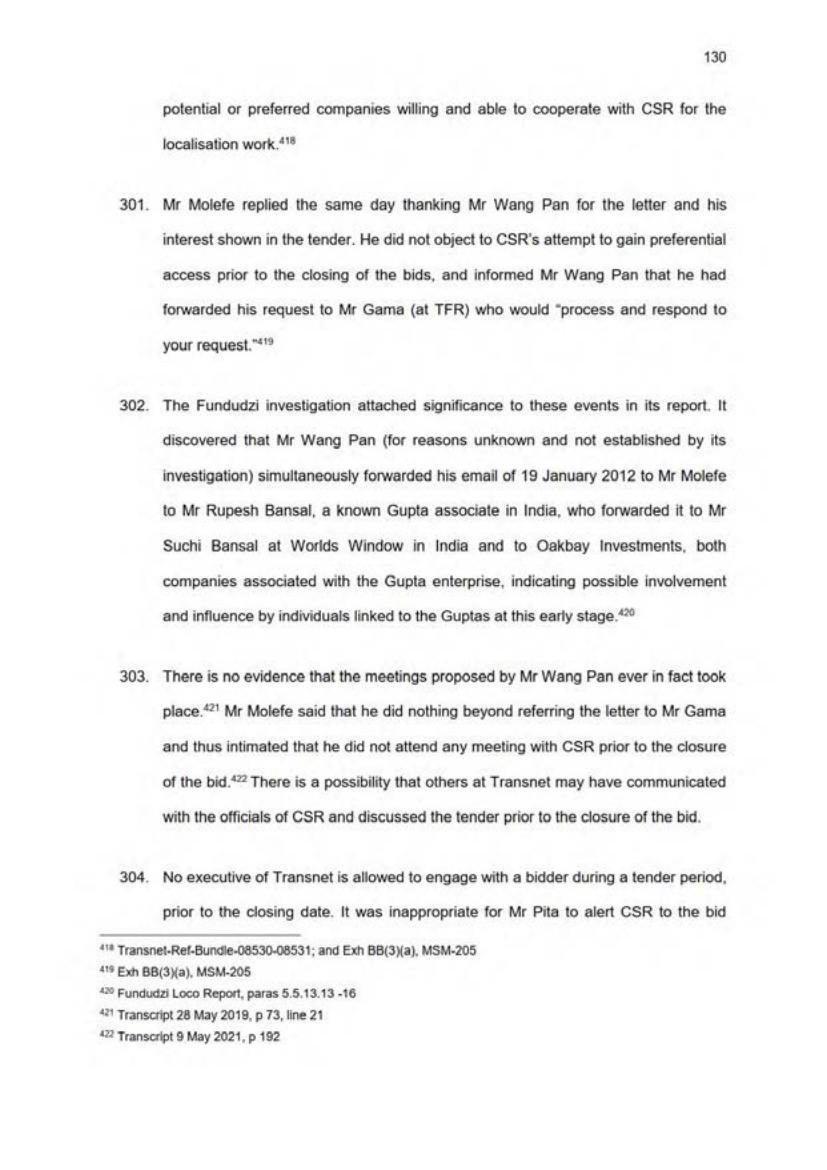 130
potential or preferred companies willing and able to cooperate with CSR for the
localisation work.418
301. Mr Molefe replied the same day thanking Mr Wang Pan for the letter and his
interest shown in the tender. He did not object to CSR's attempt to gain preferential
access prior to the closing of the bids, and informed Mr Wang Pan that he had
forwarded his request to Mr Gama (at TFR) who would “process and respond to
your request.”419
302. The Fundudzi investigation attached significance to these events in its report. It
discovered that Mr Wang Pan (for reasons unknown and not established by its
investigation) simultaneously forwarded his email of 19 January 2012 to Mr Molefe
to Mr Rupesh Bansal, a known Gupta associate in India, who forwarded it to Mr
Suchi Bansal at Worlds Window in India and to Oakbay Investments, both
companies associated with the Gupta enterprise, indicating possible involvement
and influence by individuals linked to the Guptas at this early stage.420
303. There is no evidence that the meetings proposed by Mr Wang Pan ever in fact took
place.421 Mr Molefe said that he did nothing beyond referring the letter to Mr Gama
and thus intimated that he did not attend any meeting with CSR prior to the closure
of the bid.422 There is a possibility that others at Transnet may have communicated
with the officials of CSR and discussed the tender prior to the closure of the bid.
304. No executive of Transnet is allowed to engage with a bidder during a tender period,
prior to the closing date. It was inappropriate for Mr Pita to alert CSR to the bid
418 Transnet-Ref-Bundle-08530-08531; and Exh BB(3)(a), MSM-205
419 Exh BB(3)(a), MSM-205
420 Fundudzi Loco Report, paras 5.5.13.13 -16
421 Transcript 28 May 2019, p 73, line 21
422 Transcript 9 May 2021, p 192